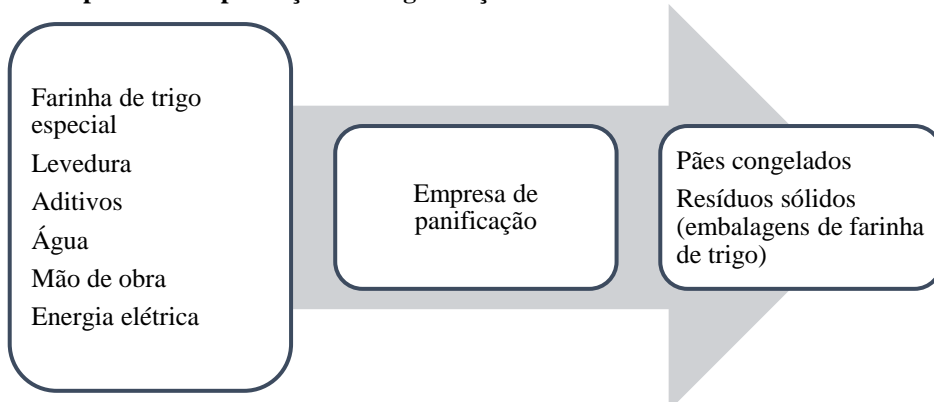 Farinha de trigo
especial
Levedura
Aditivos
Água
Mão de obra
Energia elétrica
Empresa de
panificação
Pães congelados
Resíduos sólidos
(embalagens de farinha
de trigo)